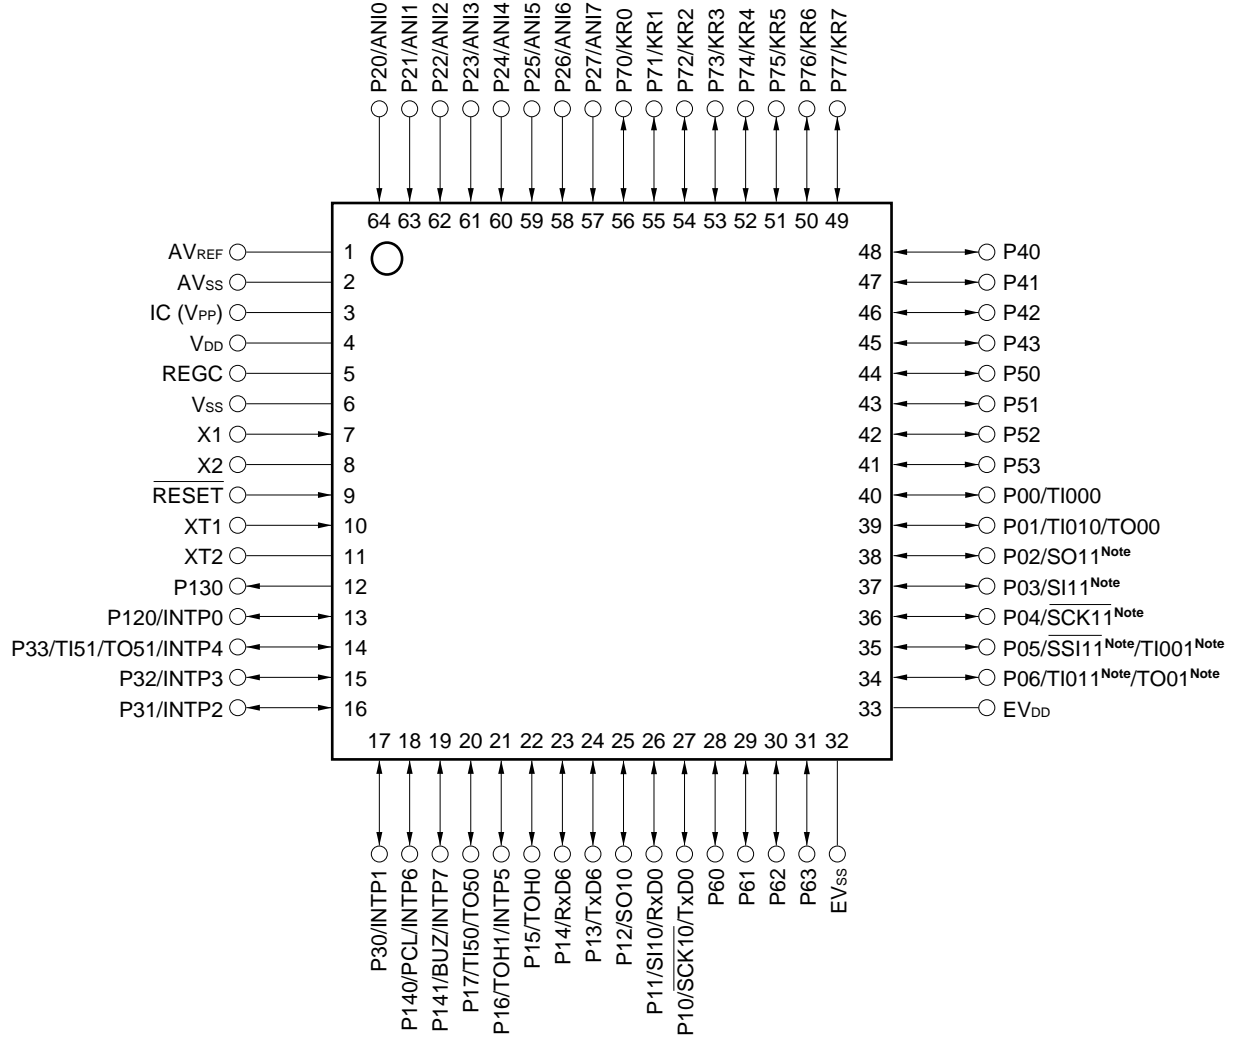 P20/ANI0
P21/ANI1
P22/ANI2
P23/ANI3
P24/ANI4
P25/ANI5
P26/ANI6
P27/ANI7
P70/KR0
P71/KR1
P72/KR2
P73/KR3
P74/KR4
P75/KR5
P76/KR6
P77/KR7
64 63 62 61 60 59 58 57 56 55 54 53 52 51 50 49
AVREF 1 48 P40
AVSS 2 47 P41
IC (VPP) 3 46 P42
VDD 4 45 P43
REGC 5 44 P50
VSS 6 43 P51
X1 7 42 P52
X2 8 41 P53
RESET 9 40 P00/TI000
XT1 10 39 P01/TI010/TO00
XT2 11 38 P02/SO11Note
P130 12 37 P03/SI11Note
P120/INTP0 13 36 P04/SCK11Note
P33/TI51/TO51/INTP4 14 35 P05/SSI11Note/TI001Note
P32/INTP3 15 34 P06/TI011Note/TO01Note
P31/INTP2 16 33 EVDD
17 18 19 20 21 22 23 24 25 26 27 28 29 30 31 32
P30/INTP1
P140/PCL/INTP6
P141/BUZ/INTP7
P17/TI50/TO50
P16/TOH1/INTP5
P15/TOH0
P14/RxD6
P13/TxD6
P12/SO10
P11/SI10/RxD0
P10/SCK10/TxD0
P60
P61
P62
P63
EVSS